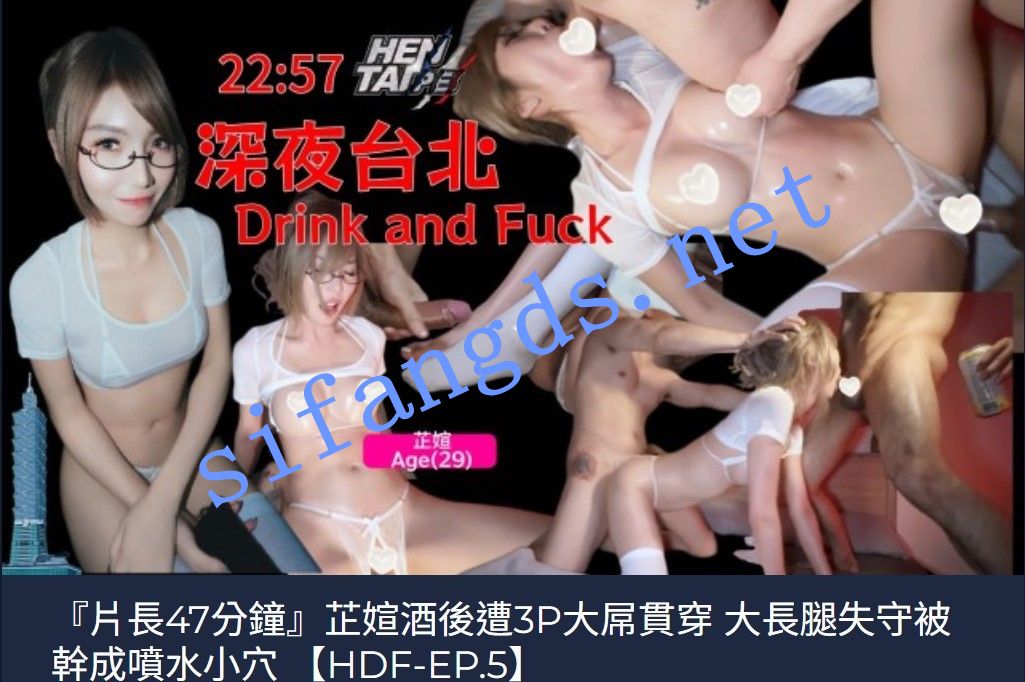 22:57
HEN
TAIPEI
深夜台北
Drink and Fuck
芷媗
Age(29)
sifangds.net
『片長47分鐘』芷媗酒後遭3P大屌貫穿 大長腿失守被
幹成噴水小穴 【HDF-EP.5】